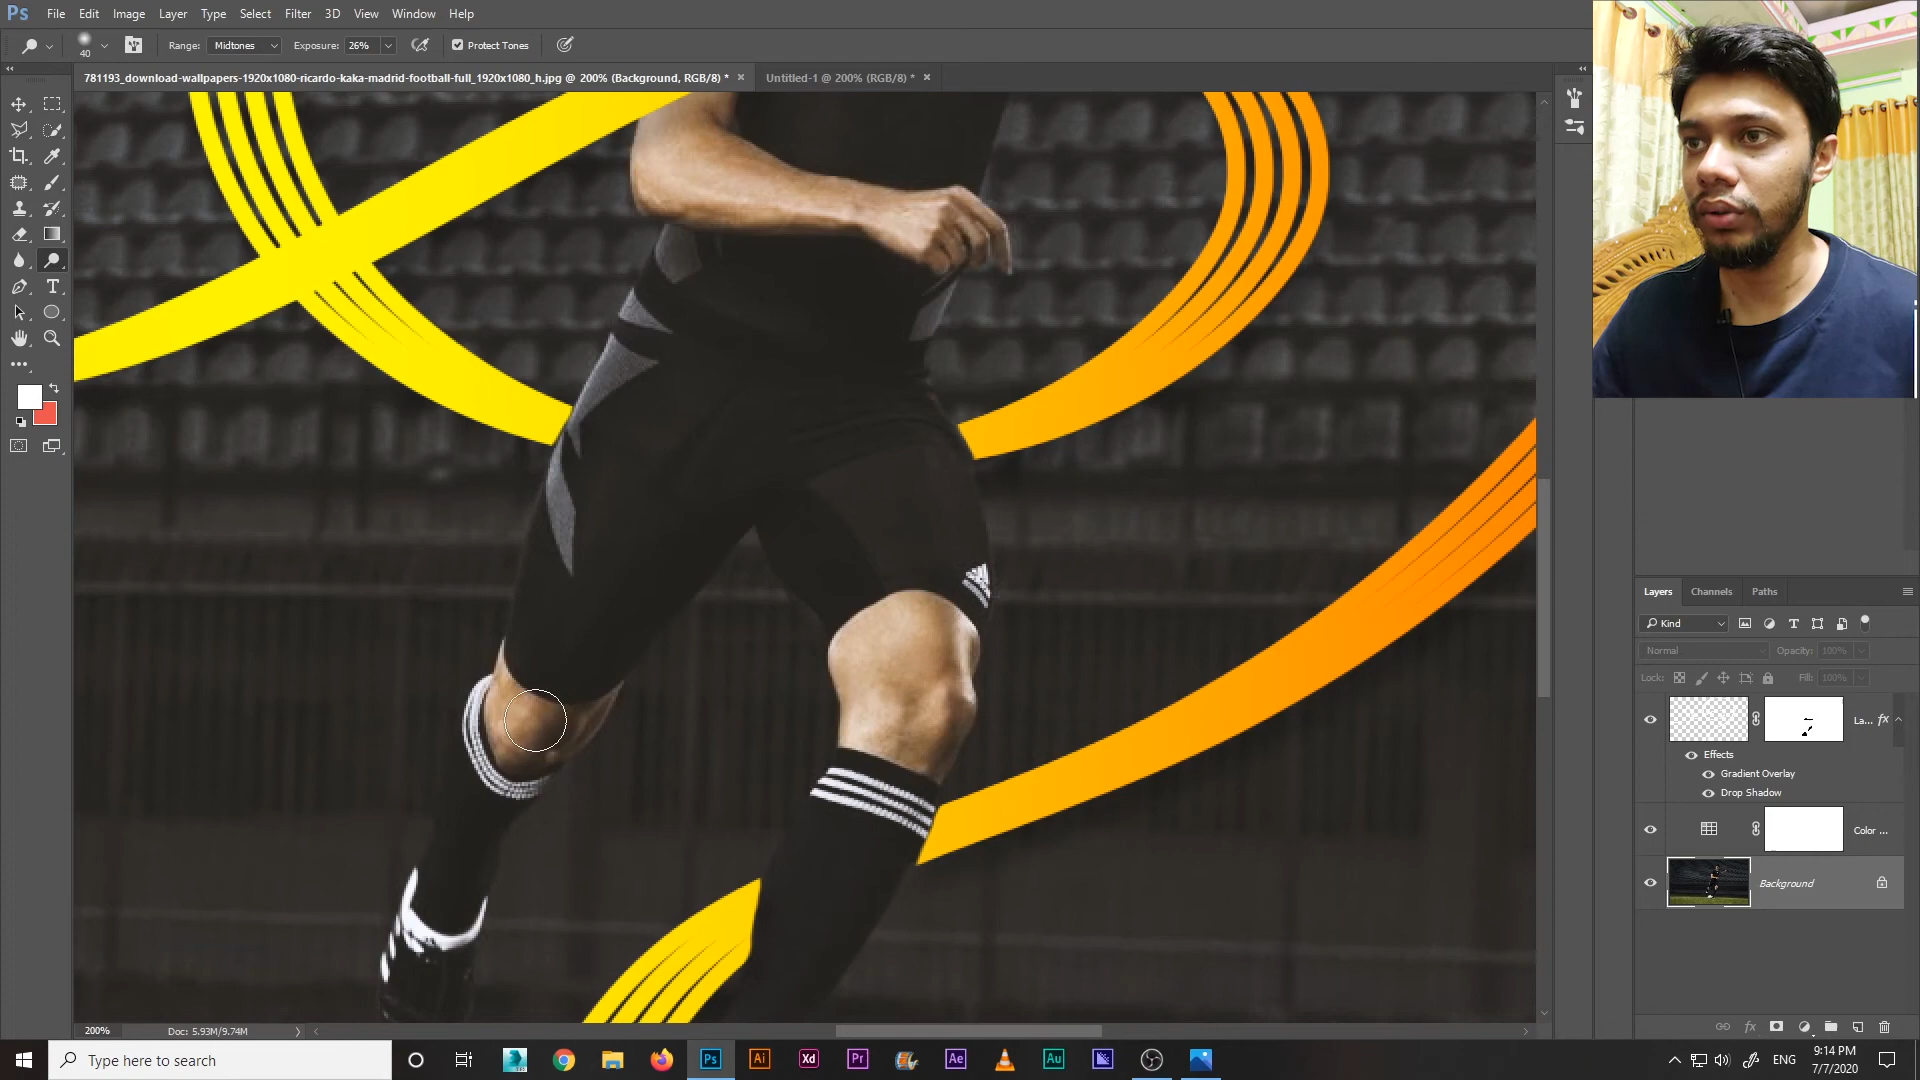 Ps File Edit Image Layer Type Select Filter 3D View Window Help
40 Range: Midtones Exposure: 26% Protect Tones
781193_download-wallpapers-1920x1080-ricardo-kaka-madrid-football-full_1920x1080_h.jpg @ 200% (Background, RGB/8) * × Untitled-1 @ 200% (RGB/8) * ×
Layers Channels Paths
Kind
Normal Opacity: 100%
Lock: Fill: 100%
La... fx
Effects
Gradient Overlay
Drop Shadow
Color ...
Background
200% Doc: 5.93M/9.74M
fx
Type here to search
Ps Ai Xd Pr Ae Au
ENG
9:14 PM
7/7/2020